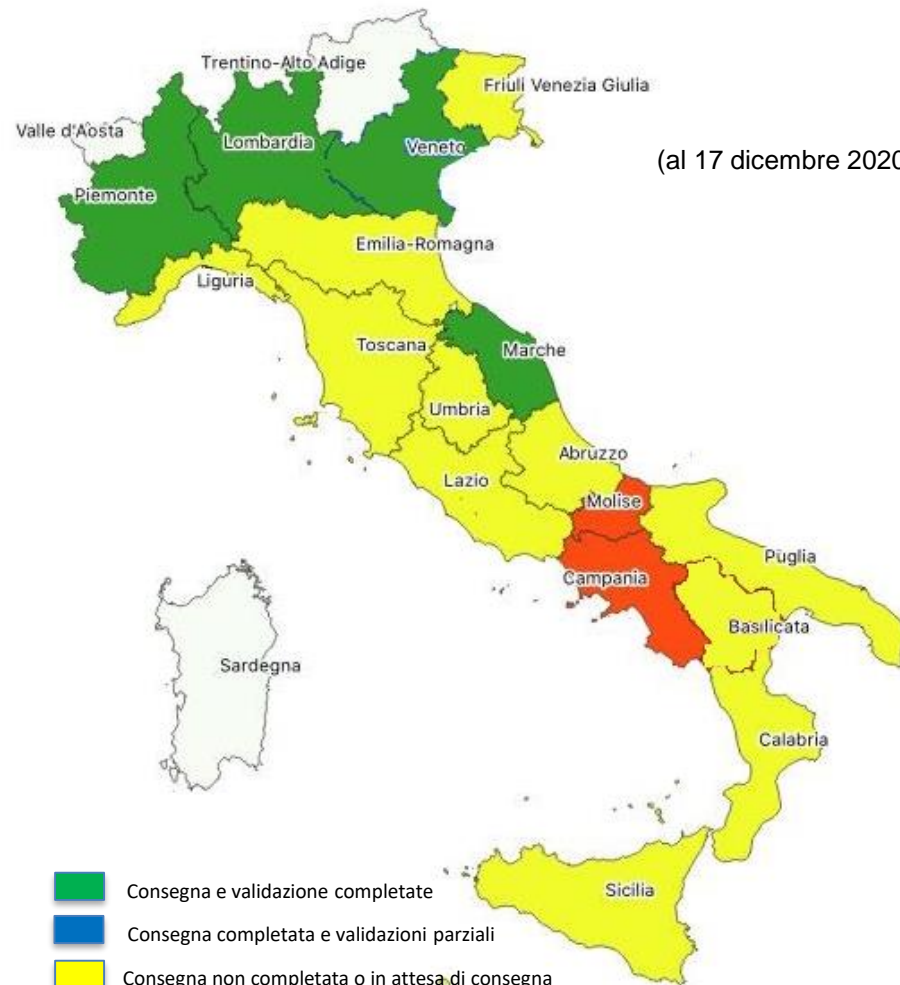 Trentino-Alto Adige
Friuli Venezia Giulia
Valle d'Aosta
Lombardia
Veneto
(al 17 dicembre 2020
Piemonte
Emilia-Romagna
Liguria
Toscana
Marche
Umbria
Abruzzo
Lazio
Molise
Puglia
Campania
Basilicata
Sardegna
Calabria
Sicilia
Consegna e validazione completate
Consegna completata e validazioni parziali
Consegna non completata o in attesa di consegna